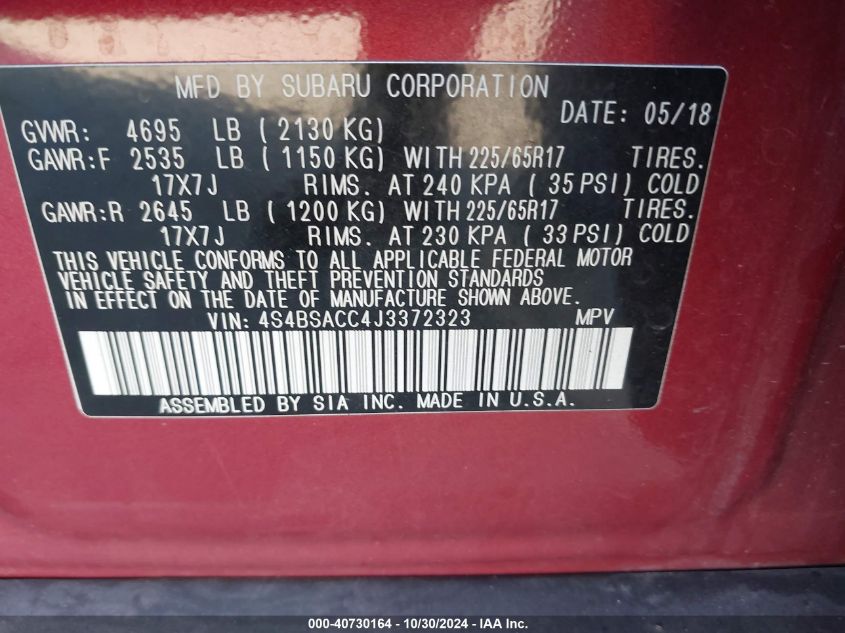 MFD BY SUBARU CORPORATION
DATE: 05/18
GVWR: 4695 LB ( 2130 KG)
GAWR:F 2535 LB ( 1150 KG) WITH 225/65R17 TIRES.
17X7J RIMS. AT 240 KPA ( 35 PSI) COLD
GAWR:R 2645 LB ( 1200 KG) WITH 225/65R17 TIRES.
17X7J RIMS. AT 230 KPA ( 33 PSI) COLD
THIS VEHICLE CONFORMS TO ALL APPLICABLE FEDERAL MOTOR
VEHICLE SAFETY AND THEFT PREVENTION STANDARDS
IN EFFECT ON THE DATE OF MANUFACTURE SHOWN ABOVE.
VIN: 4S4BSACC4J3372323 MPV
ASSEMBLED BY SIA INC. MADE IN U.S.A.
000-40730164 - 10/30/2024 - IAA Inc.